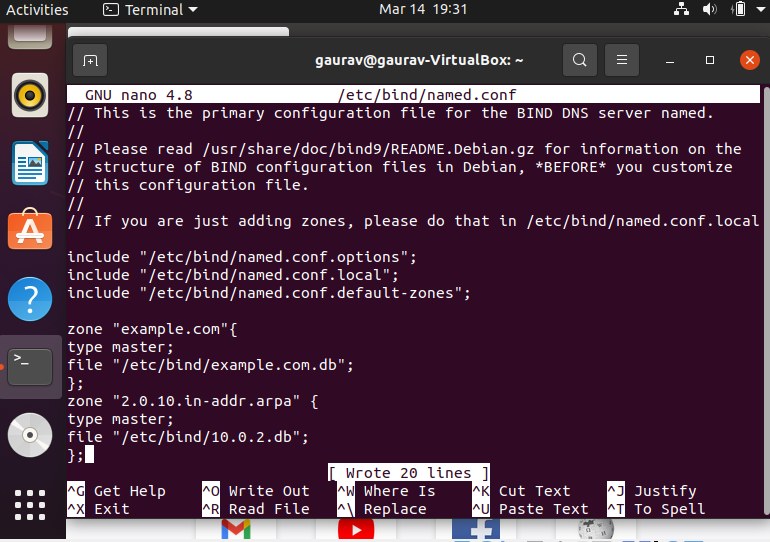 Activities Terminal Mar 14 19:31
gaurav@gaurav-VirtualBox: ~
GNU nano 4.8 /etc/bind/named.conf
// This is the primary configuration file for the BIND DNS server named.
//
// Please read /usr/share/doc/bind9/README.Debian.gz for information on the
// structure of BIND configuration files in Debian, *BEFORE* you customize
// this configuration file.
//
// If you are just adding zones, please do that in /etc/bind/named.conf.local
include "/etc/bind/named.conf.options";
include "/etc/bind/named.conf.local";
include "/etc/bind/named.conf.default-zones";
zone "example.com"{
type master;
file "/etc/bind/example.com.db";
};
zone "2.0.10.in-addr.arpa" {
type master;
file "/etc/bind/10.0.2.db";
};
[ Wrote 20 lines ]
^G Get Help ^O Write Out ^W Where Is ^K Cut Text ^J Justify
^X Exit ^R Read File ^\ Replace ^U Paste Text ^T To Spell